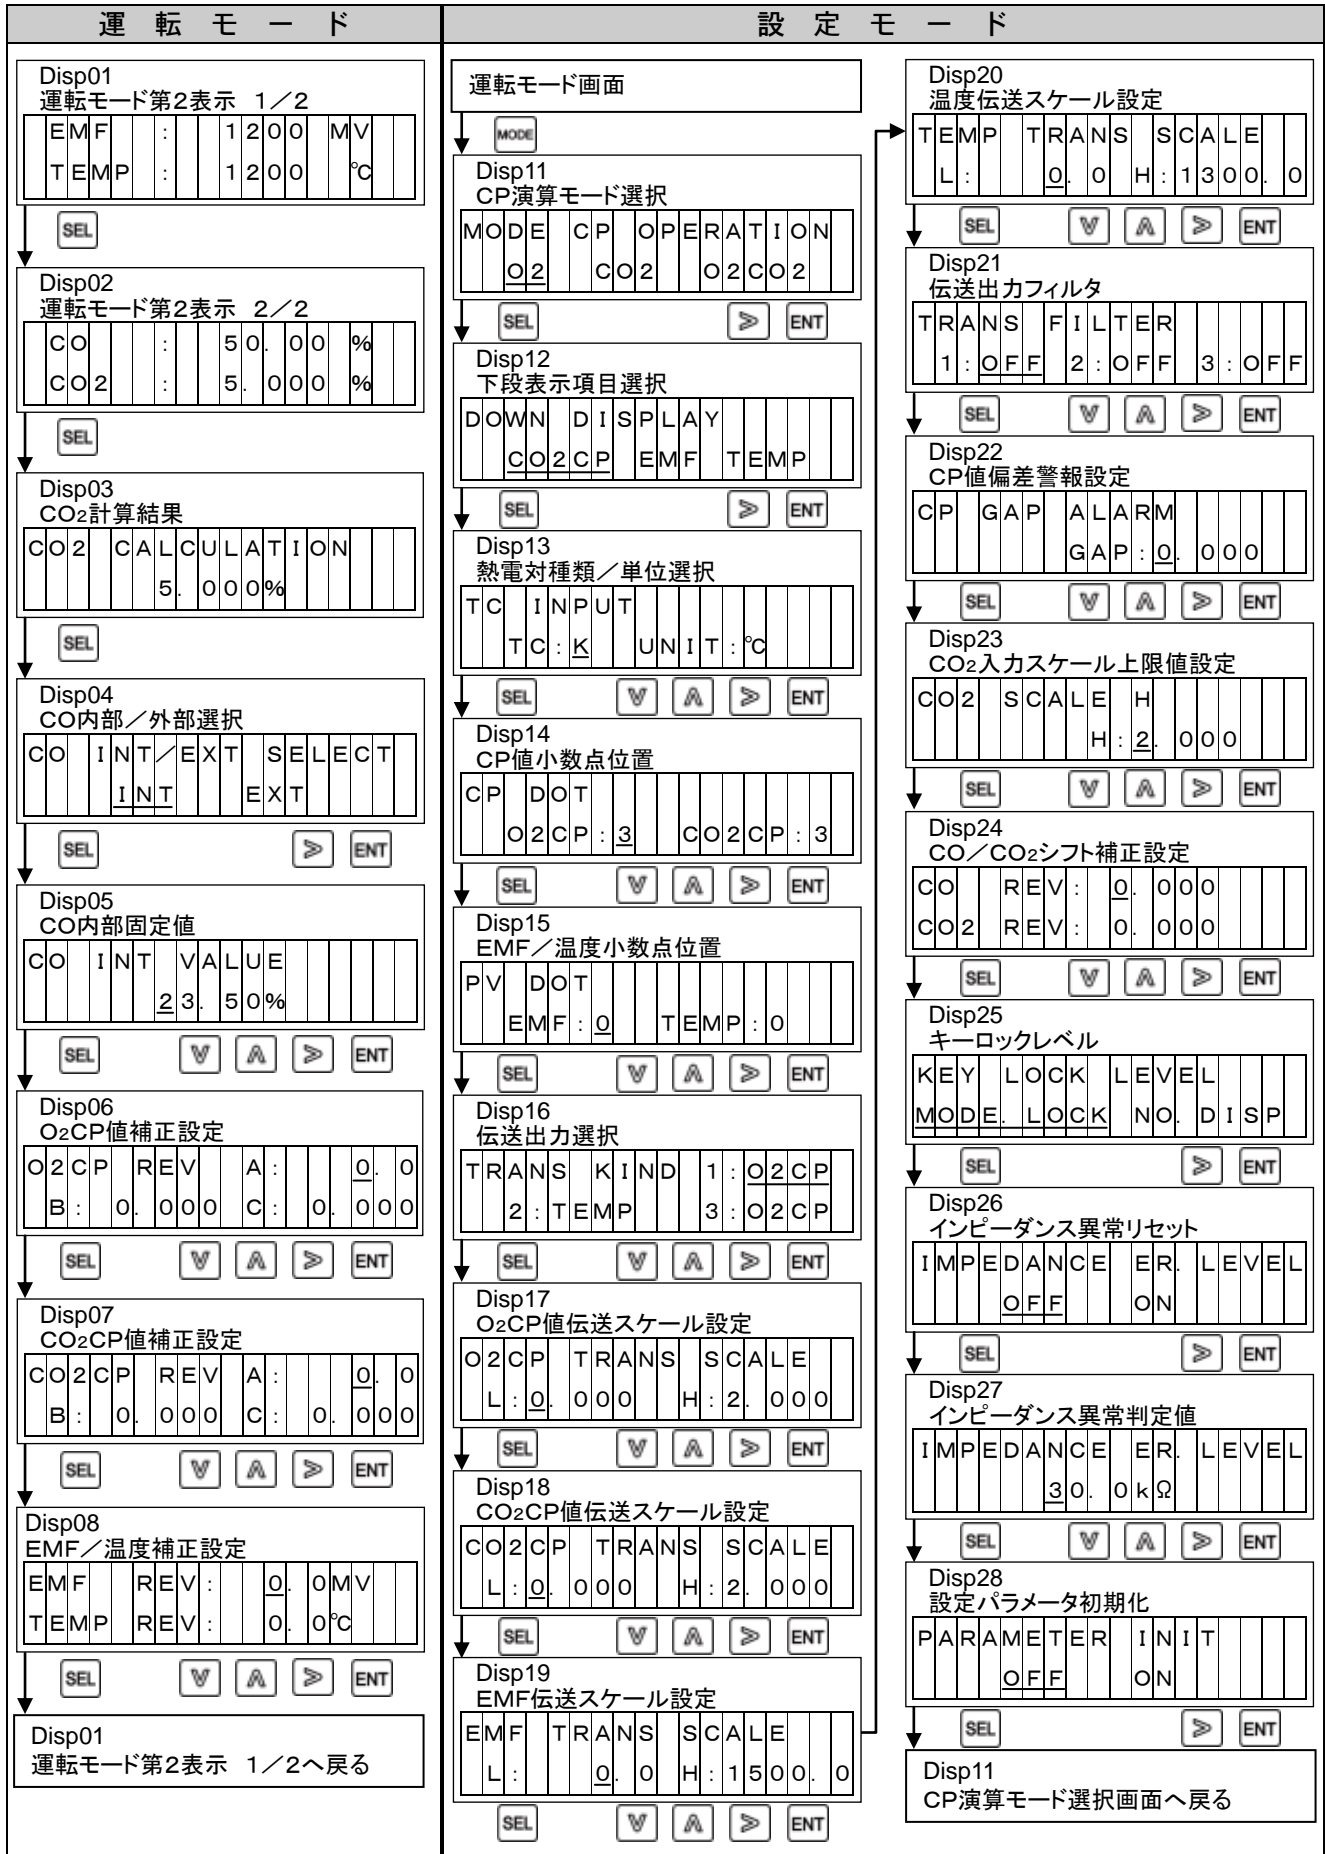 運転モード
Disp01
運転モード第2表示 1/2
EMF : 1200 MV
TEMP : 1200 ℃
SEL
Disp02
運転モード第2表示 2/2
CO : 50.00 %
CO2 : 5.000 %
SEL
Disp03
CO2計算結果
CO2 CALCULATION
5.000%
SEL
Disp04
CO内部/外部選択
CO INT/EXT SELECT
INT EXT
SEL ENT
Disp05
CO内部固定値
CO INT VALUE
23.50%
SEL ENT
Disp06
O2CP値補正設定
O2CP REV A: 0.0
B: 0.000 C: 0.000
SEL ENT
Disp07
CO2CP値補正設定
CO2CP REV A: 0.0
B: 0.000 C: 0.000
SEL ENT
Disp08
EMF/温度補正設定
EMF REV: 0.0MV
TEMP REV: 0.0℃
SEL ENT
Disp01
運転モード第2表示 1/2へ戻る
設定モード
運転モード画面
MODE
Disp11
CP演算モード選択
MODE CP OPERATION
O2 CO2 O2CO2
SEL ENT
Disp12
下段表示項目選択
DOWN DISPLAY
CO2CP EMF TEMP
SEL ENT
Disp13
熱電対種類/単位選択
TC INPUT
TC:K UNIT:℃
SEL ENT
Disp14
CP値小数点位置
CP DOT
O2CP:3 CO2CP:3
SEL ENT
Disp15
EMF/温度小数点位置
PV DOT
EMF:0 TEMP:0
SEL ENT
Disp16
伝送出力選択
TRANS KIND 1:O2CP
2:TEMP 3:O2CP
SEL ENT
Disp17
O2CP値伝送スケール設定
O2CP TRANS SCALE
L:0.000 H:2.000
SEL ENT
Disp18
CO2CP値伝送スケール設定
CO2CP TRANS SCALE
L:0.000 H:2.000
SEL ENT
Disp19
EMF伝送スケール設定
EMF TRANS SCALE
L: 0.0 H:1500.0
SEL ENT
Disp20
温度伝送スケール設定
TEMP TRANS SCALE
L: 0.0 H:1300.0
SEL ENT
Disp21
伝送出力フィルタ
TRANS FILTER
1:OFF 2:OFF 3:OFF
SEL ENT
Disp22
CP値偏差警報設定
CP GAP ALARM
GAP:0.000
SEL ENT
Disp23
CO2入力スケール上限値設定
CO2 SCALE H
H:2.000
SEL ENT
Disp24
CO/CO2シフト補正設定
CO REV: 0.000
CO2 REV: 0.000
SEL ENT
Disp25
キーロックレベル
KEY LOCK LEVEL
MODE.LOCK NO.DISP
SEL ENT
Disp26
インピーダンス異常リセット
IMPEDANCE ER.LEVEL
OFF ON
SEL ENT
Disp27
インピーダンス異常判定値
IMPEDANCE ER.LEVEL
30.0kΩ
SEL ENT
Disp28
設定パラメータ初期化
PARAMETER INIT
OFF ON
SEL ENT
Disp11
CP演算モード選択画面へ戻る